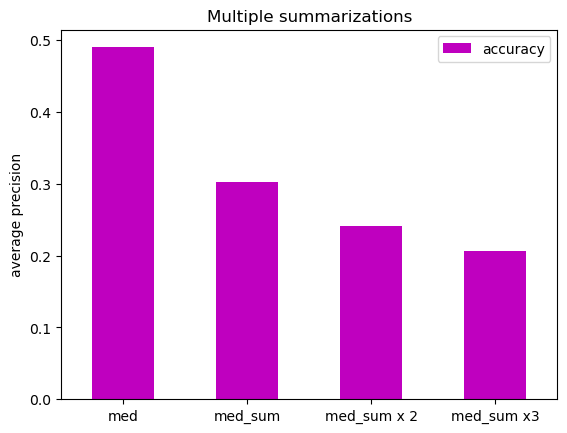 Multiple summarizations
accuracy
average precision
0.5
0.4
0.3
0.2
0.1
0.0
med
med_sum
med_sum x 2
med_sum x3